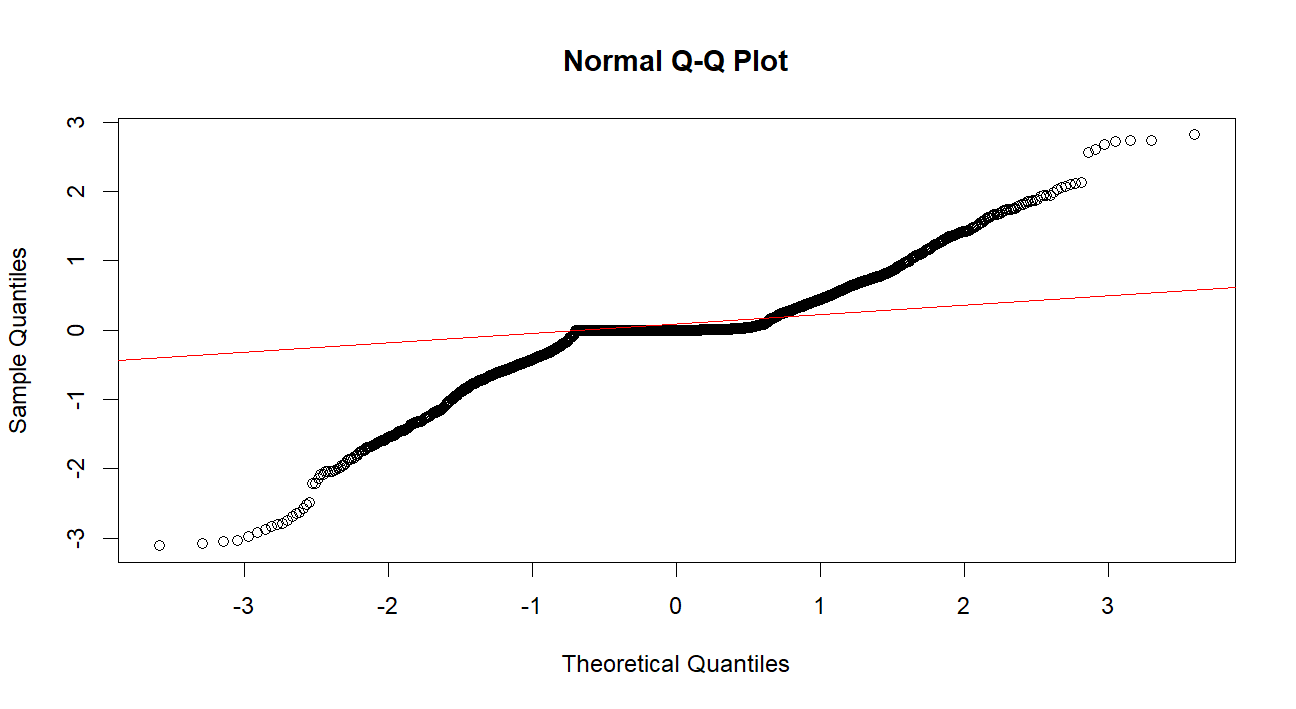 Normal Q-Q Plot
3
2
1
0
-1
-2
-3
Sample Quantiles
-3 -2 -1 0 1 2 3
Theoretical Quantiles